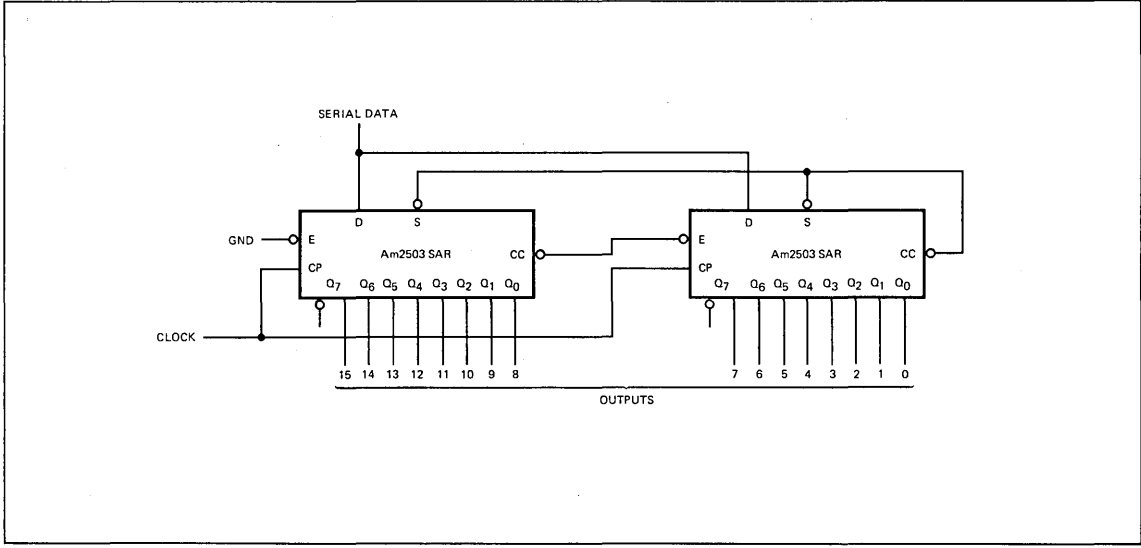 SERIAL DATA
D S
D S
GND E Am2503 SAR CC
E Am2503 SAR CC
CP
CP
Q7 Q6 Q5 Q4 Q3 Q2 Q1 Q0
Q7 Q6 Q5 Q4 Q3 Q2 Q1 Q0
CLOCK
15 14 13 12 11 10 9 8
7 6 5 4 3 2 1 0
OUTPUTS